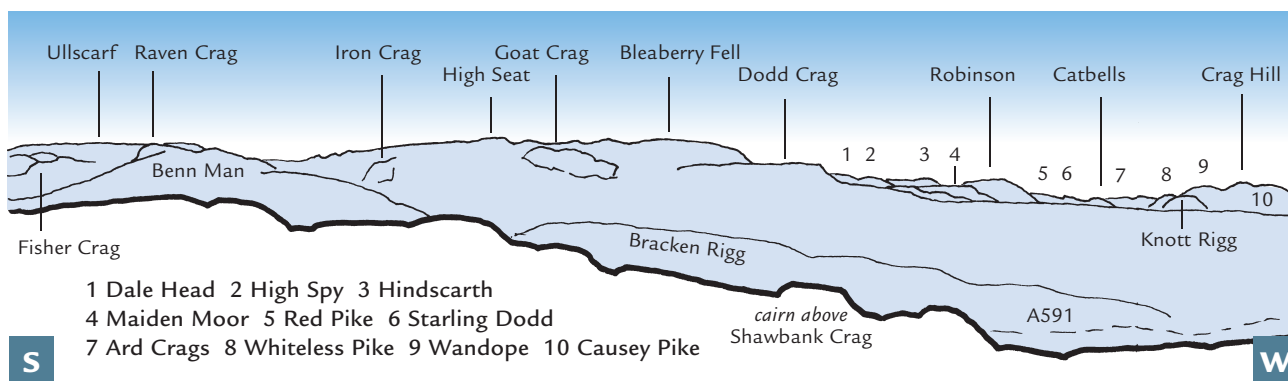 Ullscarf Raven Crag Iron Crag Goat Crag Bleaberry Fell
High Seat Dodd Crag Robinson Catbells Crag Hill
1 2 3 4 5 6 7 8 9
Benn Man 10
Fisher Crag Bracken Rigg Knott Rigg
1 Dale Head 2 High Spy 3 Hindscarth
4 Maiden Moor 5 Red Pike 6 Starling Dodd
7 Ard Crags 8 Whiteless Pike 9 Wandope 10 Causey Pike
cairn above
Shawbank Crag
A591
S W